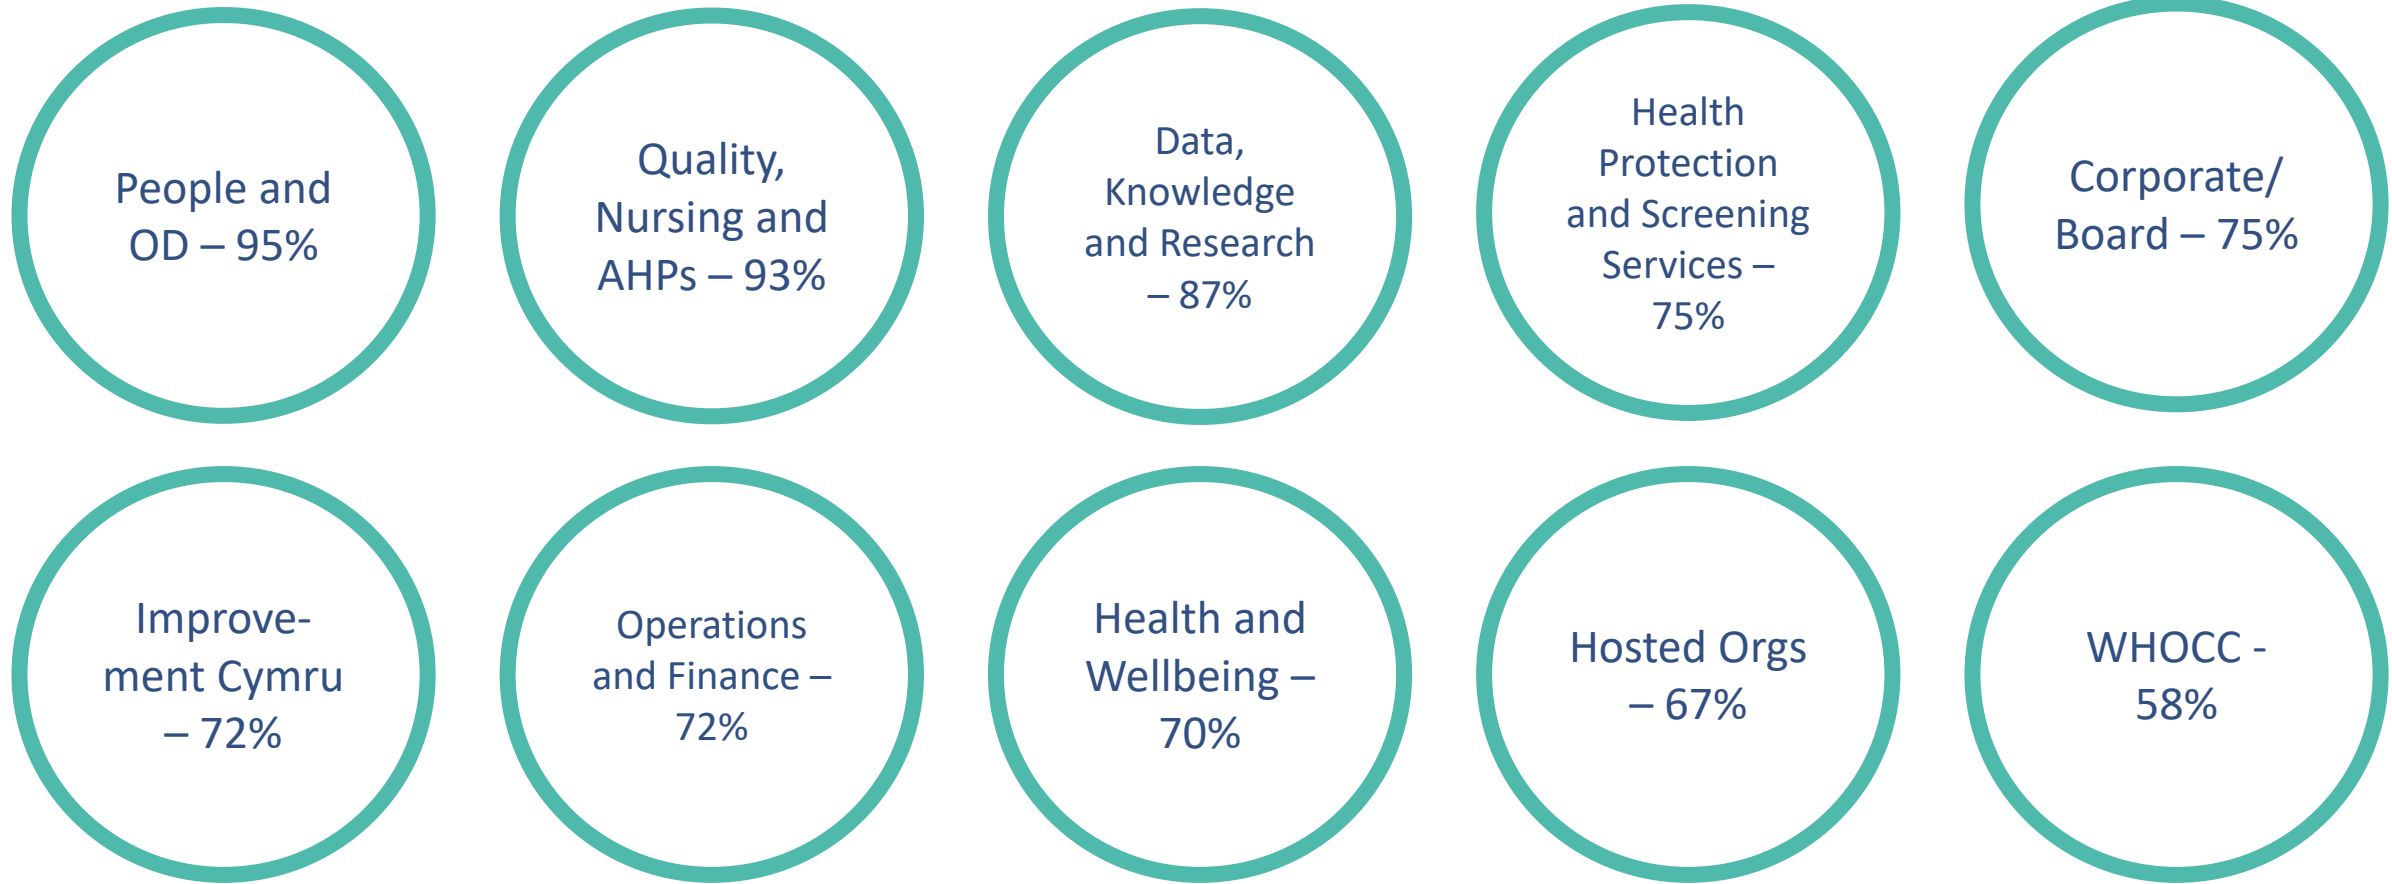 People and
OD – 95%
Quality,
Nursing and
AHPs – 93%
Data,
Knowledge
and Research
– 87%
Health
Protection
and Screening
Services –
75%
Corporate/
Board – 75%
Improve-
ment Cymru
– 72%
Operations
and Finance –
72%
Health and
Wellbeing –
70%
Hosted Orgs
– 67%
WHOCC -
58%